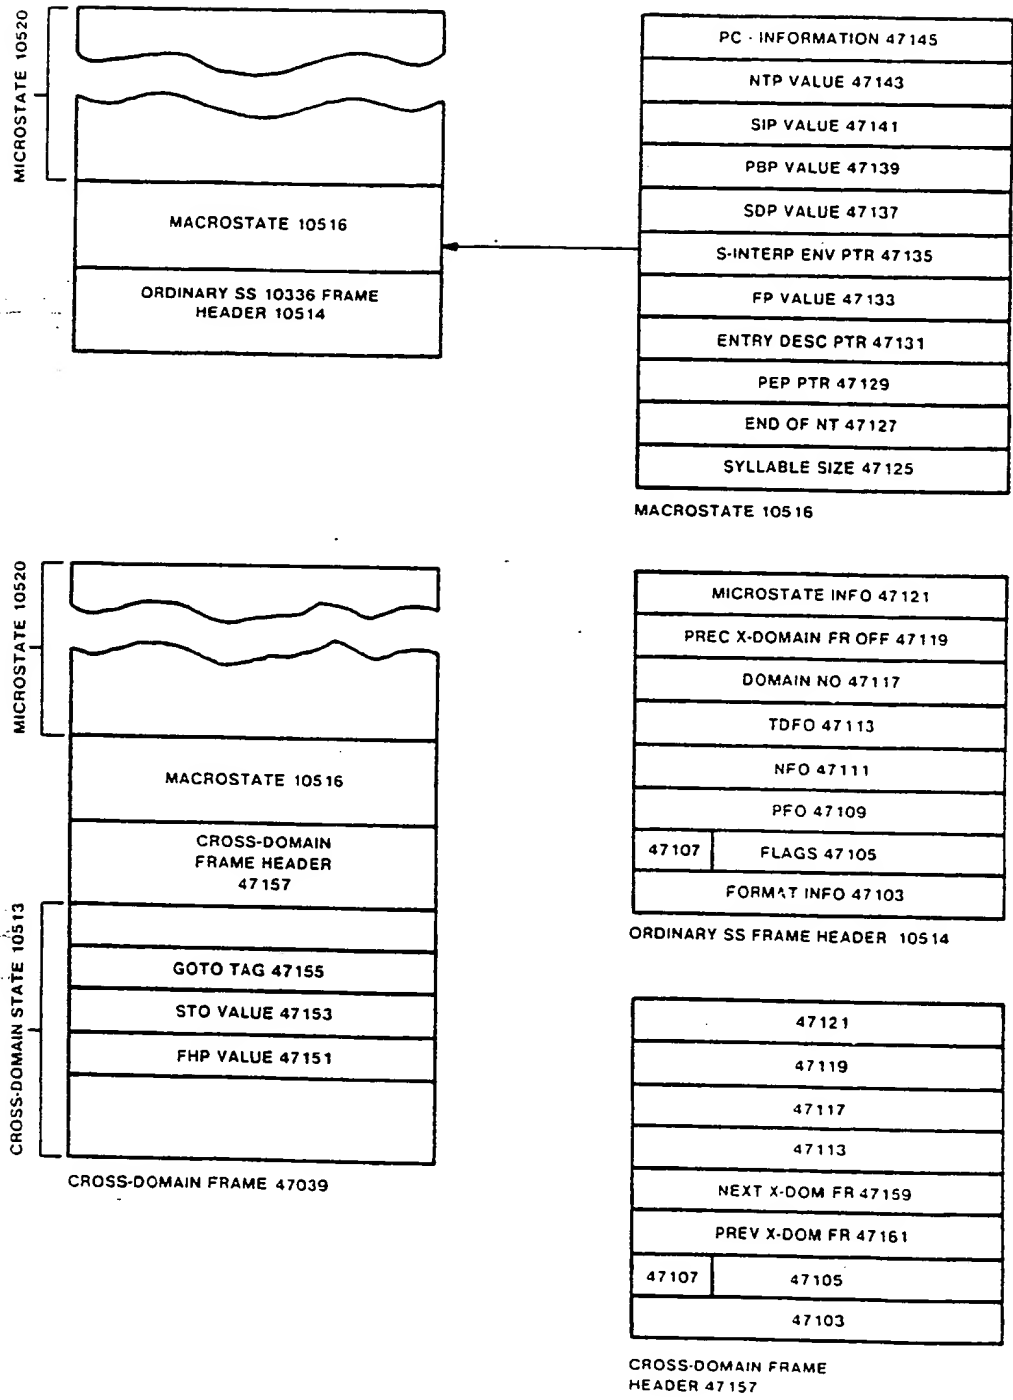 MICROSTATE 10520
MACROSTATE 10516
ORDINARY SS 10336 FRAME
HEADER 10514
PC - INFORMATION 47145
NTP VALUE 47143
SIP VALUE 47141
PBP VALUE 47139
SDP VALUE 47137
S-INTERP ENV PTR 47135
FP VALUE 47133
ENTRY DESC PTR 47131
PEP PTR 47129
END OF NT 47127
SYLLABLE SIZE 47125
MACROSTATE 10516
MICROSTATE 10520
MACROSTATE 10516
CROSS-DOMAIN
FRAME HEADER
47157
CROSS-DOMAIN STATE 10513
GOTO TAG 47155
STO VALUE 47153
FHP VALUE 47151
CROSS-DOMAIN FRAME 47039
MICROSTATE INFO 47121
PREC X-DOMAIN FR OFF 47119
DOMAIN NO 47117
TDFO 47113
NFO 47111
PFO 47109
47107 FLAGS 47105
FORMAT INFO 47103
ORDINARY SS FRAME HEADER 10514
47121
47119
47117
47113
NEXT X-DOM FR 47159
PREV X-DOM FR 47161
47107 47105
47103
CROSS-DOMAIN FRAME
HEADER 47157